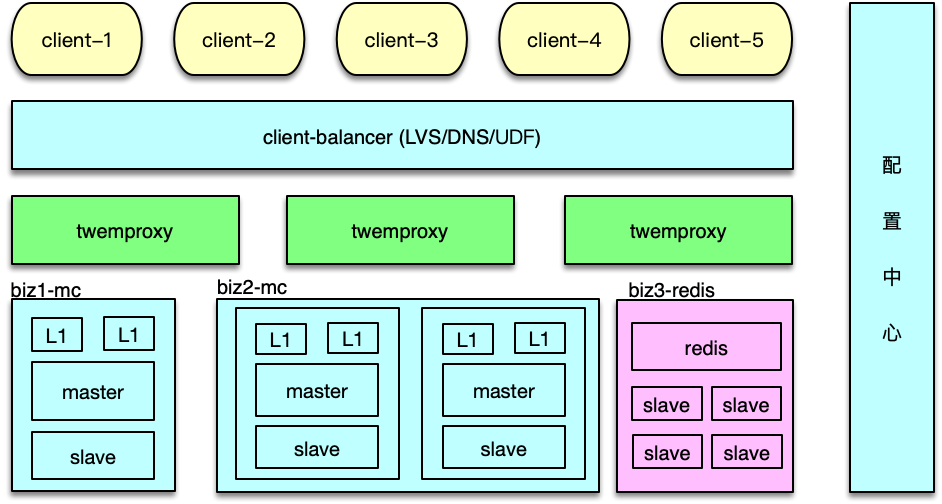 client-1
client-2
client-3
client-4
client-5
client-balancer (LVS/DNS/UDF)
twemproxy
twemproxy
twemproxy
biz1-mc
L1
L1
master
slave
biz2-mc
L1
L1
master
slave
L1
L1
master
slave
biz3-redis
redis
slave
slave
slave
slave
配
置
中
心